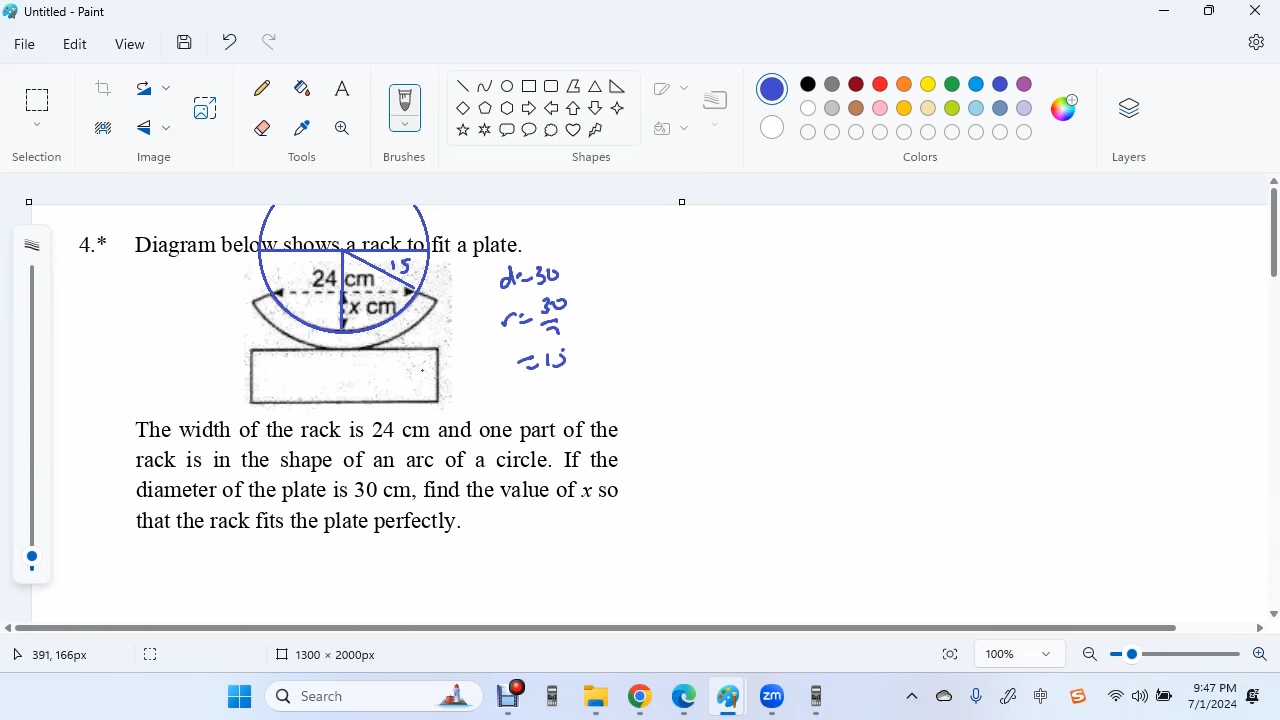 Untitled - Paint
File Edit View
Selection Image Tools Brushes Shapes Colors Layers
4.* Diagram below shows a rack to fit a plate.
15
24 cm
x cm
d=30
r=30/2
=15
The width of the rack is 24 cm and one part of the
rack is in the shape of an arc of a circle. If the
diameter of the plate is 30 cm, find the value of x so
that the rack fits the plate perfectly.
391, 166px 1300 × 2000px 100%
Search
zm
中
9:47 PM
7/1/2024